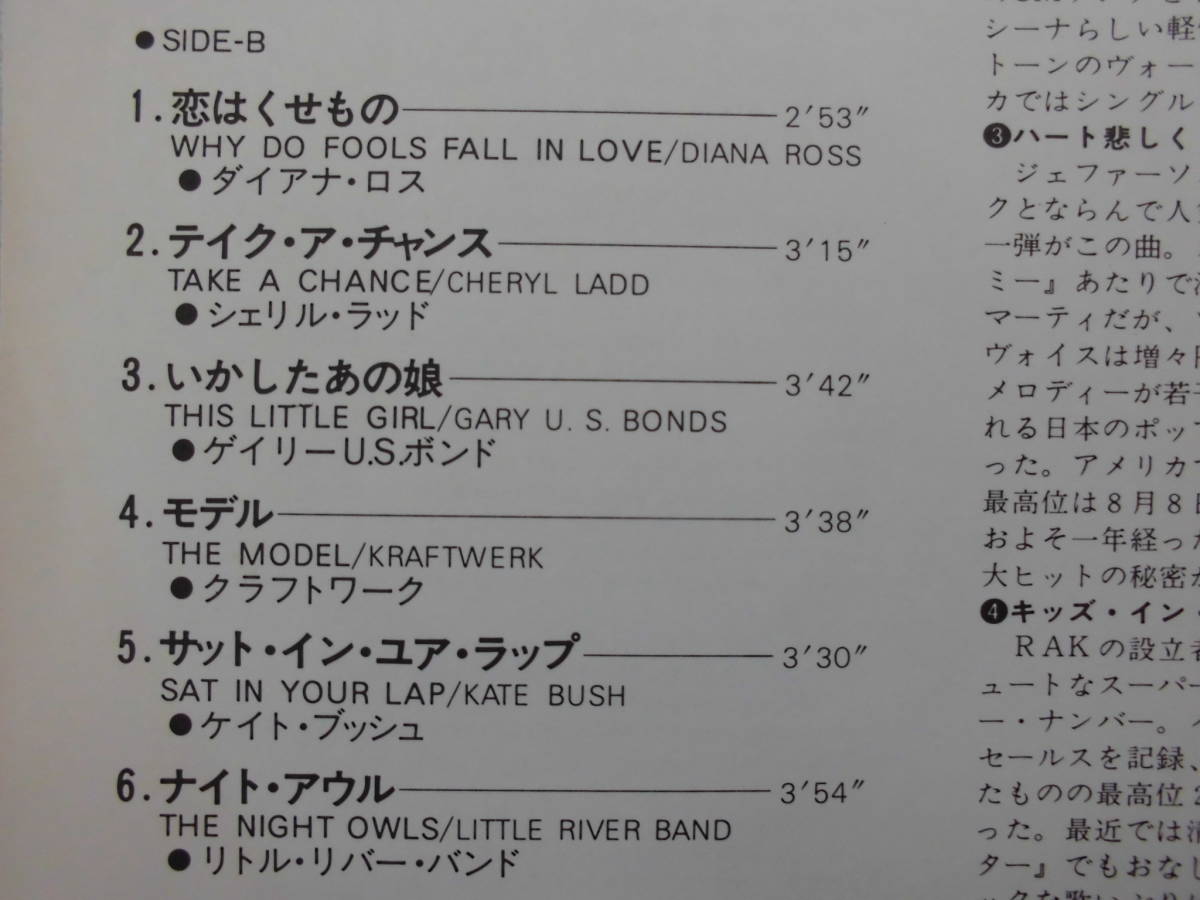 ● SIDE-B
1.恋はくせもの 2′53″
WHY DO FOOLS FALL IN LOVE/DIANA ROSS
●ダイアナ・ロス
2.テイク・ア・チャンス 3′15″
TAKE A CHANCE/CHERYL LADD
●シェリル・ラッド
3.いかしたあの娘 3′42″
THIS LITTLE GIRL/GARY U. S. BONDS
●ゲイリーU.S.ボンド
4.モデル 3′38″
THE MODEL/KRAFTWERK
●クラフトワーク
5.サット・イン・ユア・ラップ 3′30″
SAT IN YOUR LAP/KATE BUSH
●ケイト・ブッシュ
6.ナイト・アウル 3′54″
THE NIGHT OWLS/LITTLE RIVER BAND
●リトル・リバー・バンド
シーナらしい軽
トーンのヴォー
カではシングル
❸ハート悲しく
ジェファーソ
クとならんで人
一弾がこの曲。
ミー』あたりで
マーティだが、
ヴォイスは増々
メロディーが若
れる日本のポッ
った。アメリカ
最高位は8月8日
およそ一年経った
大ヒットの秘密
❹キッズ・イン・
RAKの設立者
ュートなスーパー
ー・ナンバー。
セールスを記録、
たものの最高位2
った。最近では
ター』でもおなじ